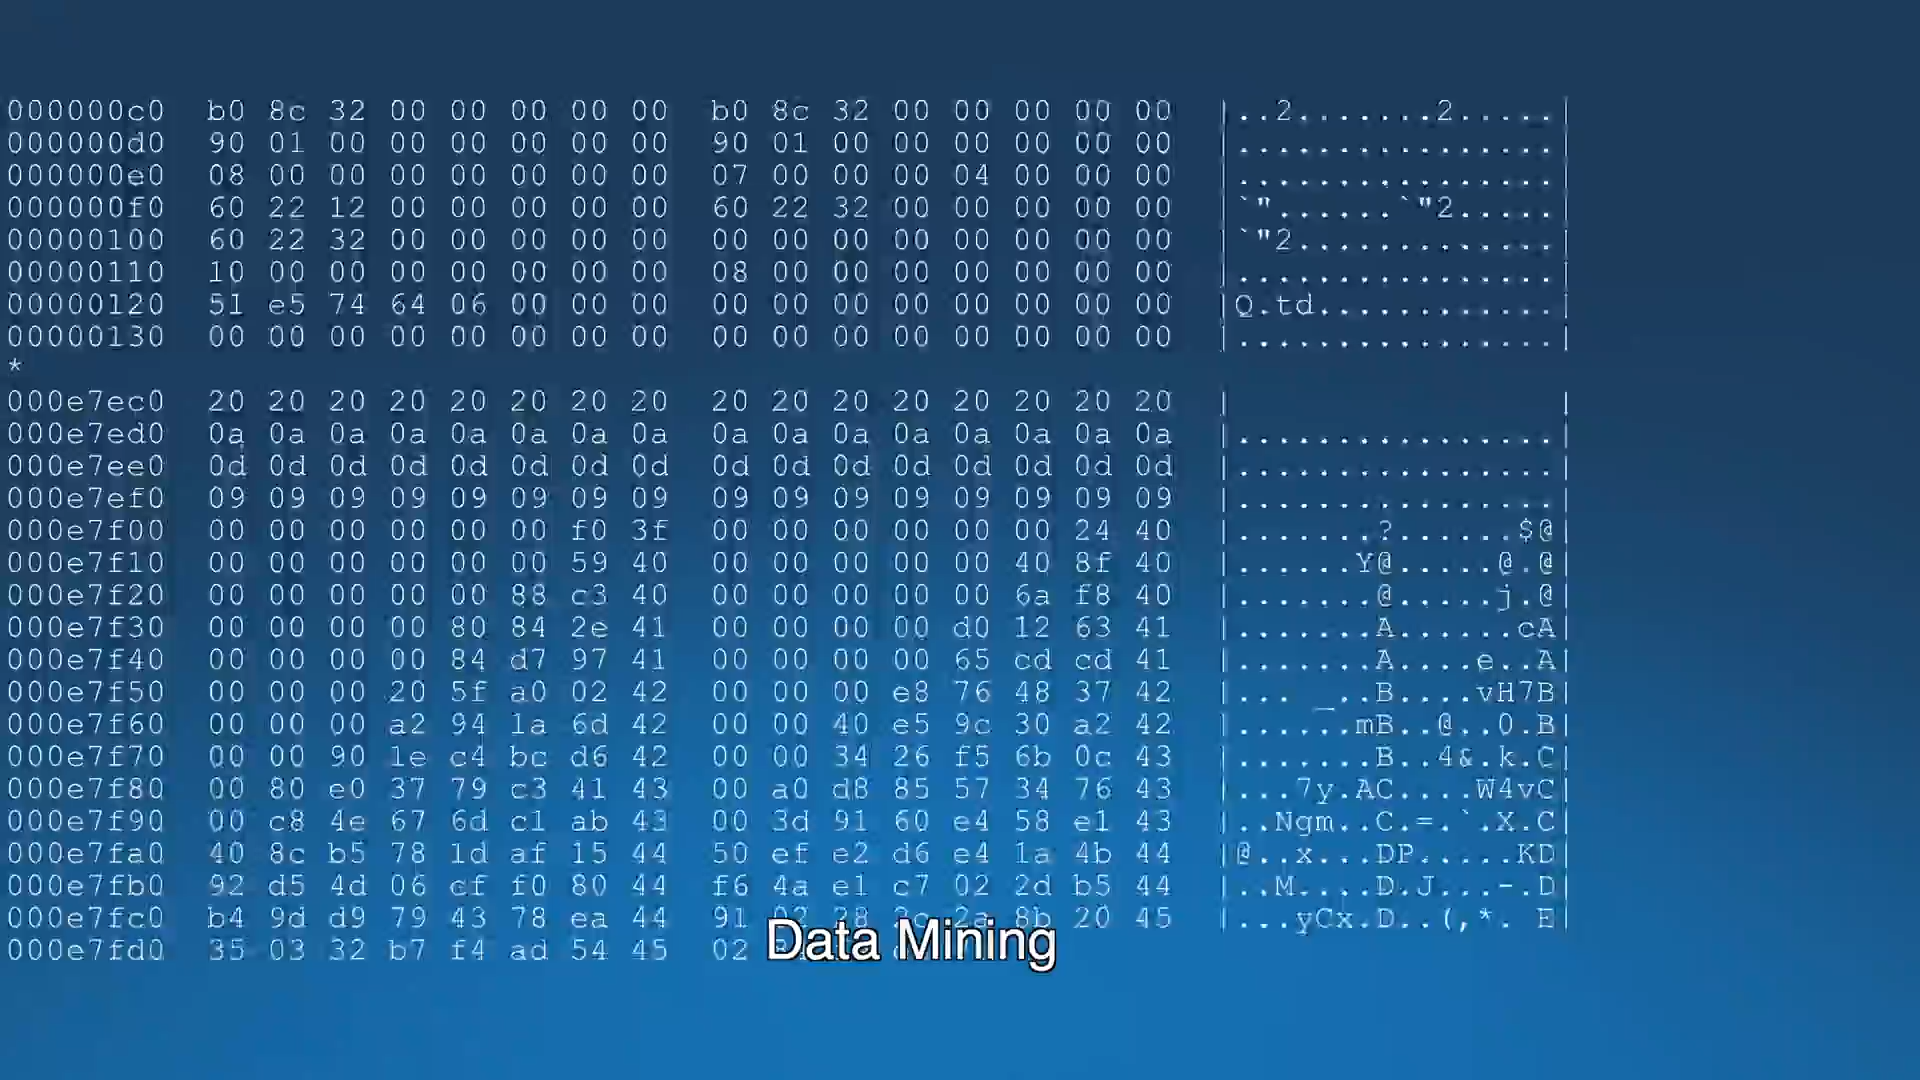 000000c0 b0 8c 32 00 00 00 00 00 b0 8c 32 00 00 00 00 00 |..2.......2.....|
000000d0 90 01 00 00 00 00 00 00 90 01 00 00 00 00 00 00 |................|
000000e0 08 00 00 00 00 00 00 00 07 00 00 00 04 00 00 00 |................|
000000f0 60 22 12 00 00 00 00 00 60 22 32 00 00 00 00 00 |`"......`"2.....|
00000100 60 22 32 00 00 00 00 00 00 00 00 00 00 00 00 00 |`"2.............|
00000110 10 00 00 00 00 00 00 00 08 00 00 00 00 00 00 00 |................|
00000120 51 e5 74 64 06 00 00 00 00 00 00 00 00 00 00 00 |Q.td............|
00000130 00 00 00 00 00 00 00 00 00 00 00 00 00 00 00 00 |................|
*
000e7ec0 20 20 20 20 20 20 20 20 20 20 20 20 20 20 20 20 |                |
000e7ed0 0a 0a 0a 0a 0a 0a 0a 0a 0a 0a 0a 0a 0a 0a 0a 0a |................|
000e7ee0 0d 0d 0d 0d 0d 0d 0d 0d 0d 0d 0d 0d 0d 0d 0d 0d |................|
000e7ef0 09 09 09 09 09 09 09 09 09 09 09 09 09 09 09 09 |................|
000e7f00 00 00 00 00 00 00 f0 3f 00 00 00 00 00 00 24 40 |.......?......$@|
000e7f10 00 00 00 00 00 00 59 40 00 00 00 00 00 40 8f 40 |......Y@.....@.@|
000e7f20 00 00 00 00 00 88 c3 40 00 00 00 00 00 6a f8 40 |.......@.....j.@|
000e7f30 00 00 00 00 80 84 2e 41 00 00 00 00 d0 12 63 41 |.......A......cA|
000e7f40 00 00 00 00 84 d7 97 41 00 00 00 00 65 cd cd 41 |.......A....e..A|
000e7f50 00 00 00 20 5f a0 02 42 00 00 00 e8 76 48 37 42 |... _..B....vH7B|
000e7f60 00 00 00 a2 94 1a 6d 42 00 00 40 e5 9c 30 a2 42 |......mB..@..0.B|
000e7f70 00 00 90 1e c4 bc d6 42 00 00 34 26 f5 6b 0c 43 |.......B..4&.k.C|
000e7f80 00 80 e0 37 79 c3 41 43 00 a0 d8 85 57 34 76 43 |...7y.AC....W4vC|
000e7f90 00 c8 4e 67 6d c1 ab 43 00 3d 91 60 e4 58 e1 43 |..Ngm..C.=.`.X.C|
000e7fa0 40 8c b5 78 1d af 15 44 50 ef e2 d6 e4 1a 4b 44 |@..x...DP.....KD|
000e7fb0 92 d5 4d 06 cf f0 80 44 f6 4a e1 c7 02 2d b5 44 |..M....D.J...-.D|
000e7fc0 b4 9d d9 79 43 78 ea 44 91 02 28 2c 2a 8b 20 45 |...yCx.D..(,*. E|
000e7fd0 35 03 32 b7 f4 ad 54 45 02
Data Mining